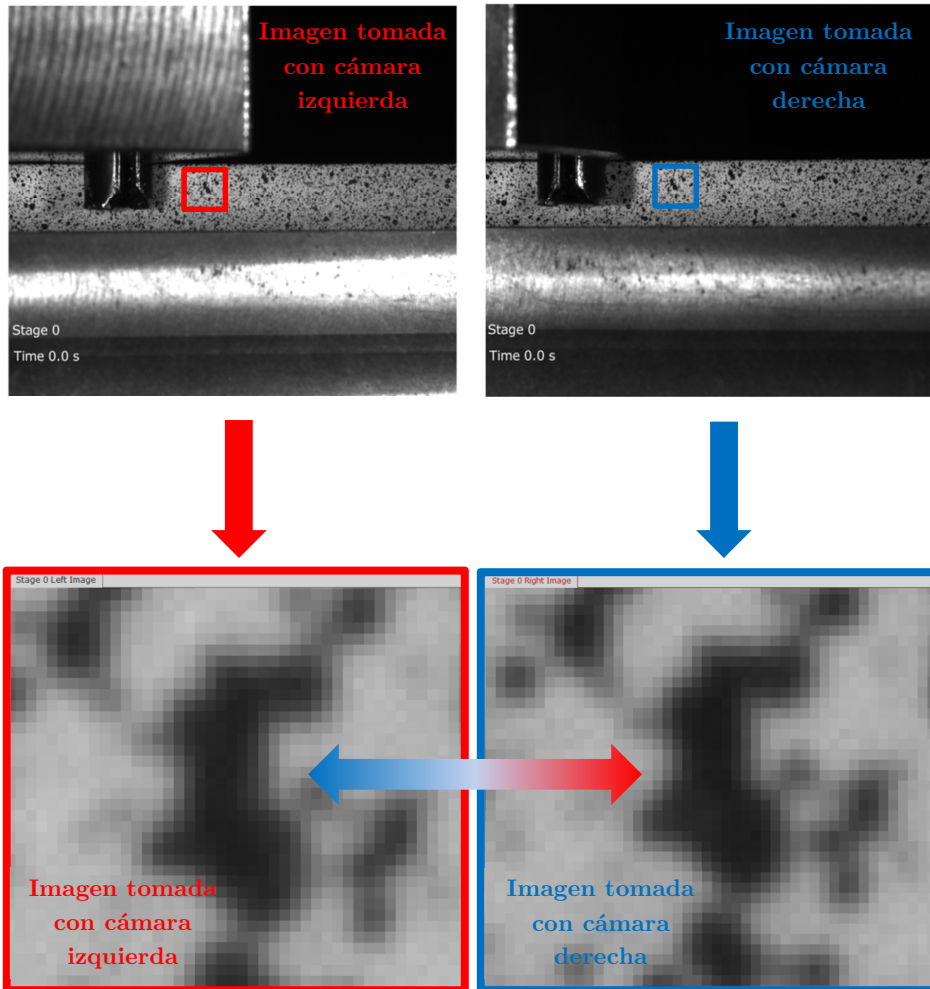 Imagen tomada
con cámara
izquierda
Imagen tomada
con cámara
derecha
Stage 0
Time 0.0 s
Stage 0
Time 0.0 s
Stage 0 Left Image
Stage 0 Right Image
Imagen tomada
con cámara
izquierda
Imagen tomada
con cámara
derecha